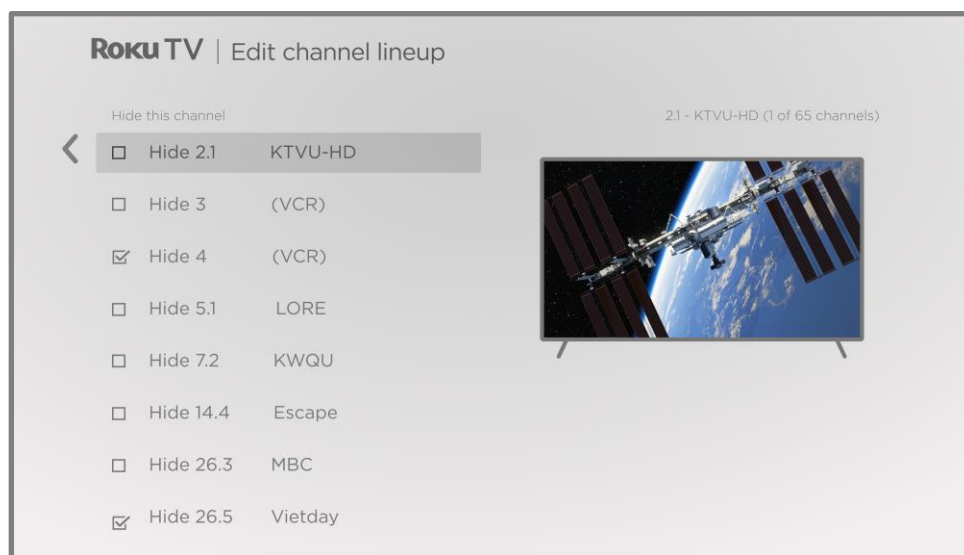 Roku TV | Edit channel lineup
Hide this channel
2.1 - KTVU-HD (1 of 65 channels)
Hide 2.1 KTVU-HD
Hide 3 (VCR)
Hide 4 (VCR)
Hide 5.1 LORE
Hide 7.2 KWQU
Hide 14.4 Escape
Hide 26.3 MBC
Hide 26.5 Vietday